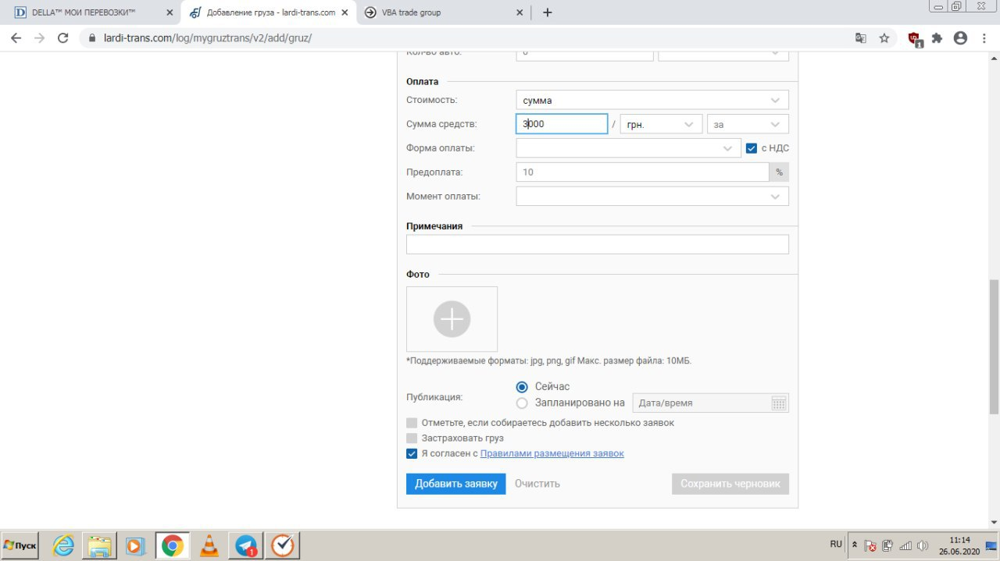 DELLA™ МОИ ПЕРЕВОЗКИ™
Добавление груза - lardi-trans.com
VBA trade group
lardi-trans.com/log/mygruztrans/v2/add/gruz/
1
Кол-во авто:
Оплата
Стоимость: сумма
Сумма средств: 3000 / грн. за
Форма оплаты: с НДС
Предоплата: 10 %
Момент оплаты:
Примечания
Фото
*Поддерживаемые форматы: jpg, png, gif Макс. размер файла: 10МБ.
Публикация:
Сейчас
Запланировано на Дата/время
Отметьте, если собираетесь добавить несколько заявок
Застраховать груз
Я согласен с Правилами размещения заявок
Добавить заявку Очистить Сохранить черновик
Пуск
1
RU
11:14
26.06.2020